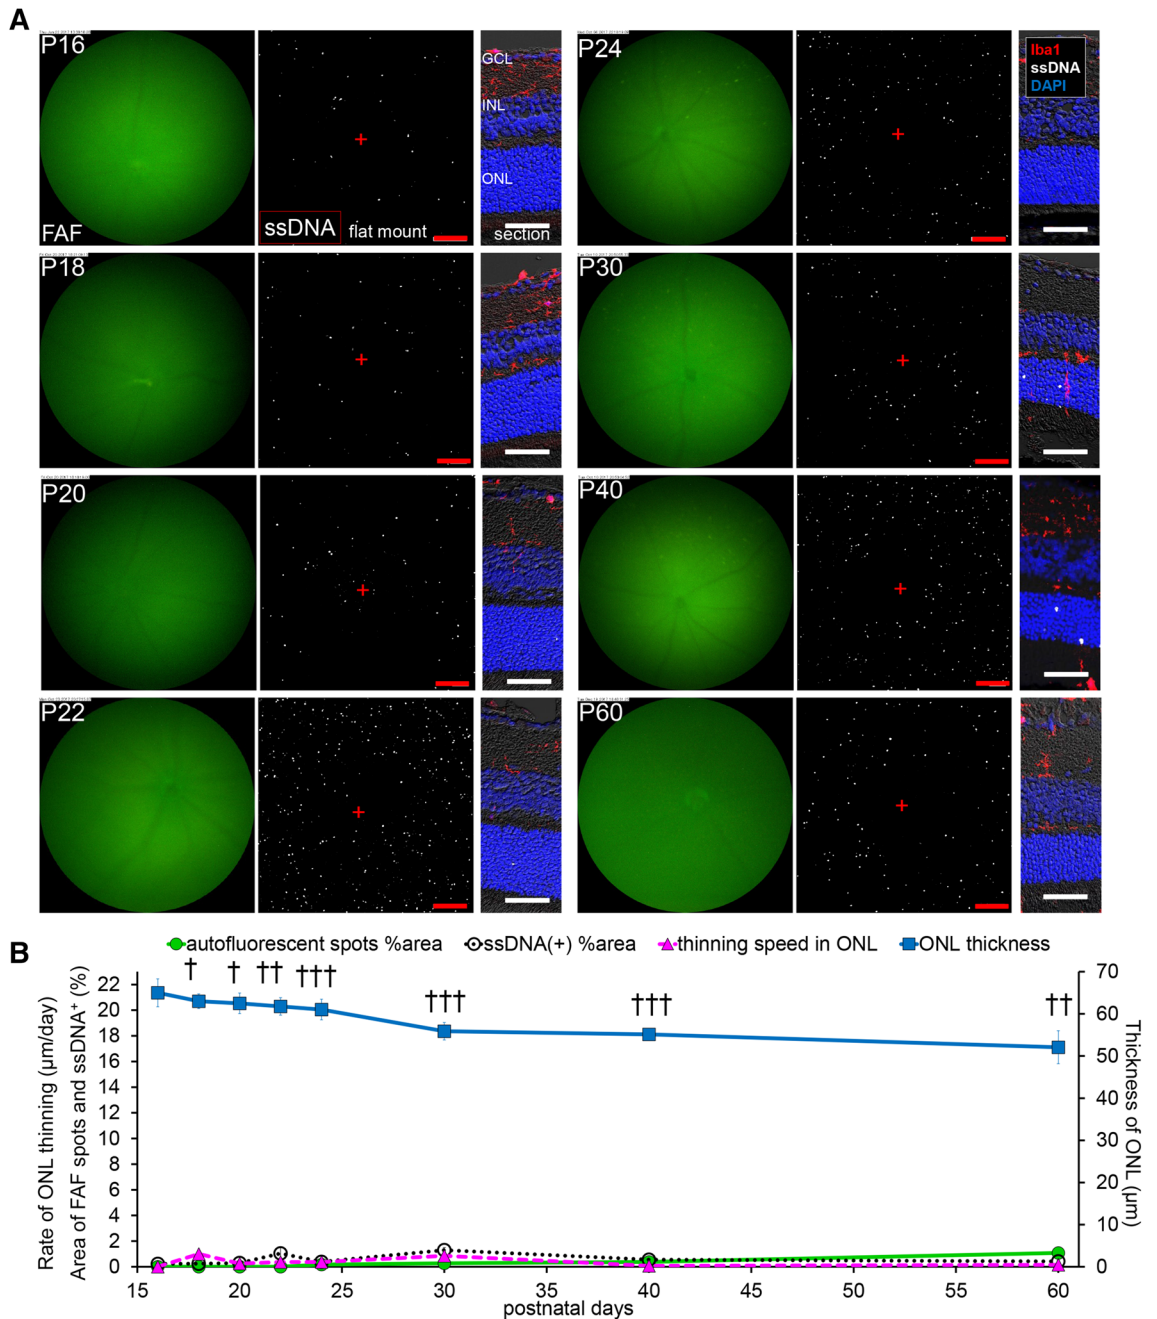 A
P16
GCL
INL
ONL
FAF
ssDNA flat mount
section
P24
Iba1
ssDNA
DAPI
P18
P30
P20
P40
P22
P60
B
autofluorescent spots %area
ssDNA(+) %area
thinning speed in ONL
ONL thickness
† † †† ††† ††† ††† ††
Rate of ONL thinning (μm/day)
Area of FAF spots and ssDNA⁺ (%)
22
20
18
16
14
12
10
8
6
4
2
0
70
60
50
40
30
20
10
0
Thickness of ONL (μm)
15 20 25 30 35 40 45 50 55 60
postnatal days